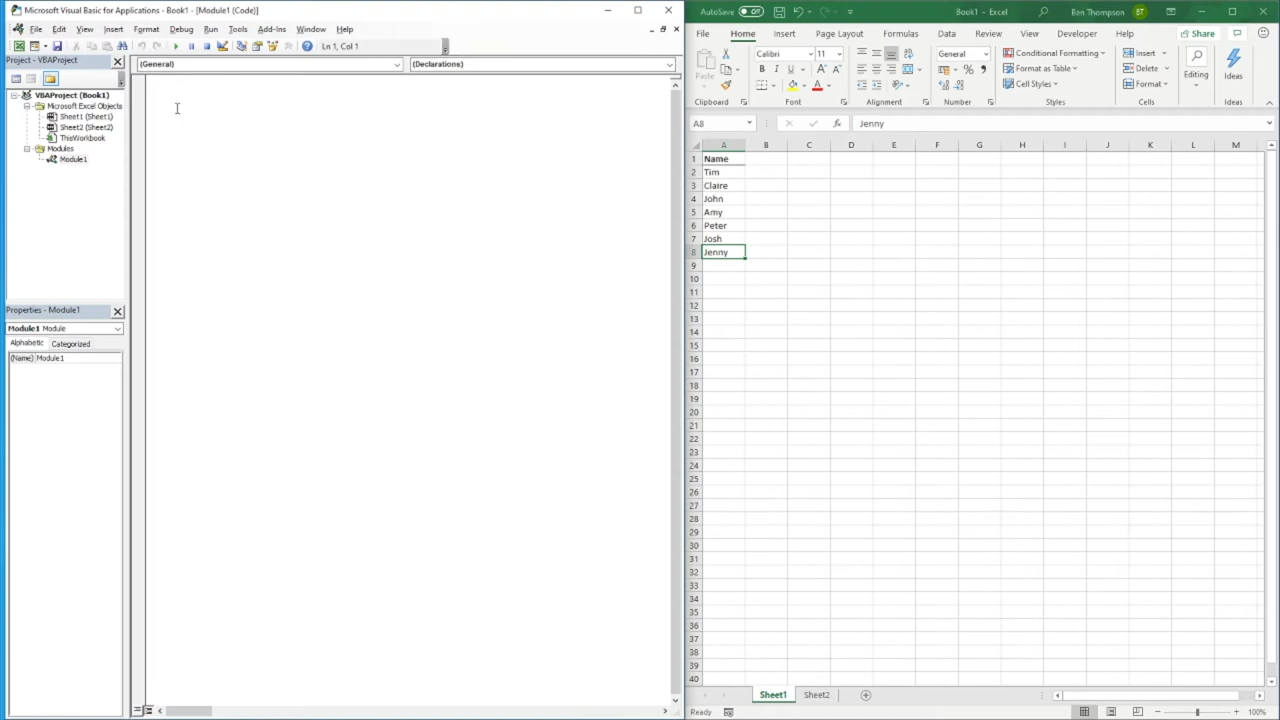 Microsoft Visual Basic for Applications - Book1 - [Module1 (Code)]
File Edit View Insert Format Debug Run Tools Add-Ins Window Help
Ln 1, Col 1
Project - VBAProject
(General)
(Declarations)
VBAProject (Book1)
Microsoft Excel Objects
Sheet1 (Sheet1)
Sheet2 (Sheet2)
ThisWorkbook
Modules
Module1
Properties - Module1
Module1 Module
Alphabetic Categorized
(Name) Module1
AutoSave Off
Book1 - Excel
Ben Thompson BT
File Home Insert Page Layout Formulas Data Review View Developer Help Share
Paste
Calibri 11
B I U
General
Conditional Formatting
Format as Table
Cell Styles
Insert
Delete
Format
Editing
Ideas
Clipboard Font Alignment Number Styles Cells Ideas
A8 fx Jenny
A B C D E F G H I J K L M
1 Name
2 Tim
3 Claire
4 John
5 Amy
6 Peter
7 Josh
8 Jenny
9
10
11
12
13
14
15
16
17
18
19
20
21
22
23
24
25
26
27
28
29
30
31
32
33
34
35
36
37
38
39
40
Sheet1 Sheet2
Ready
100%